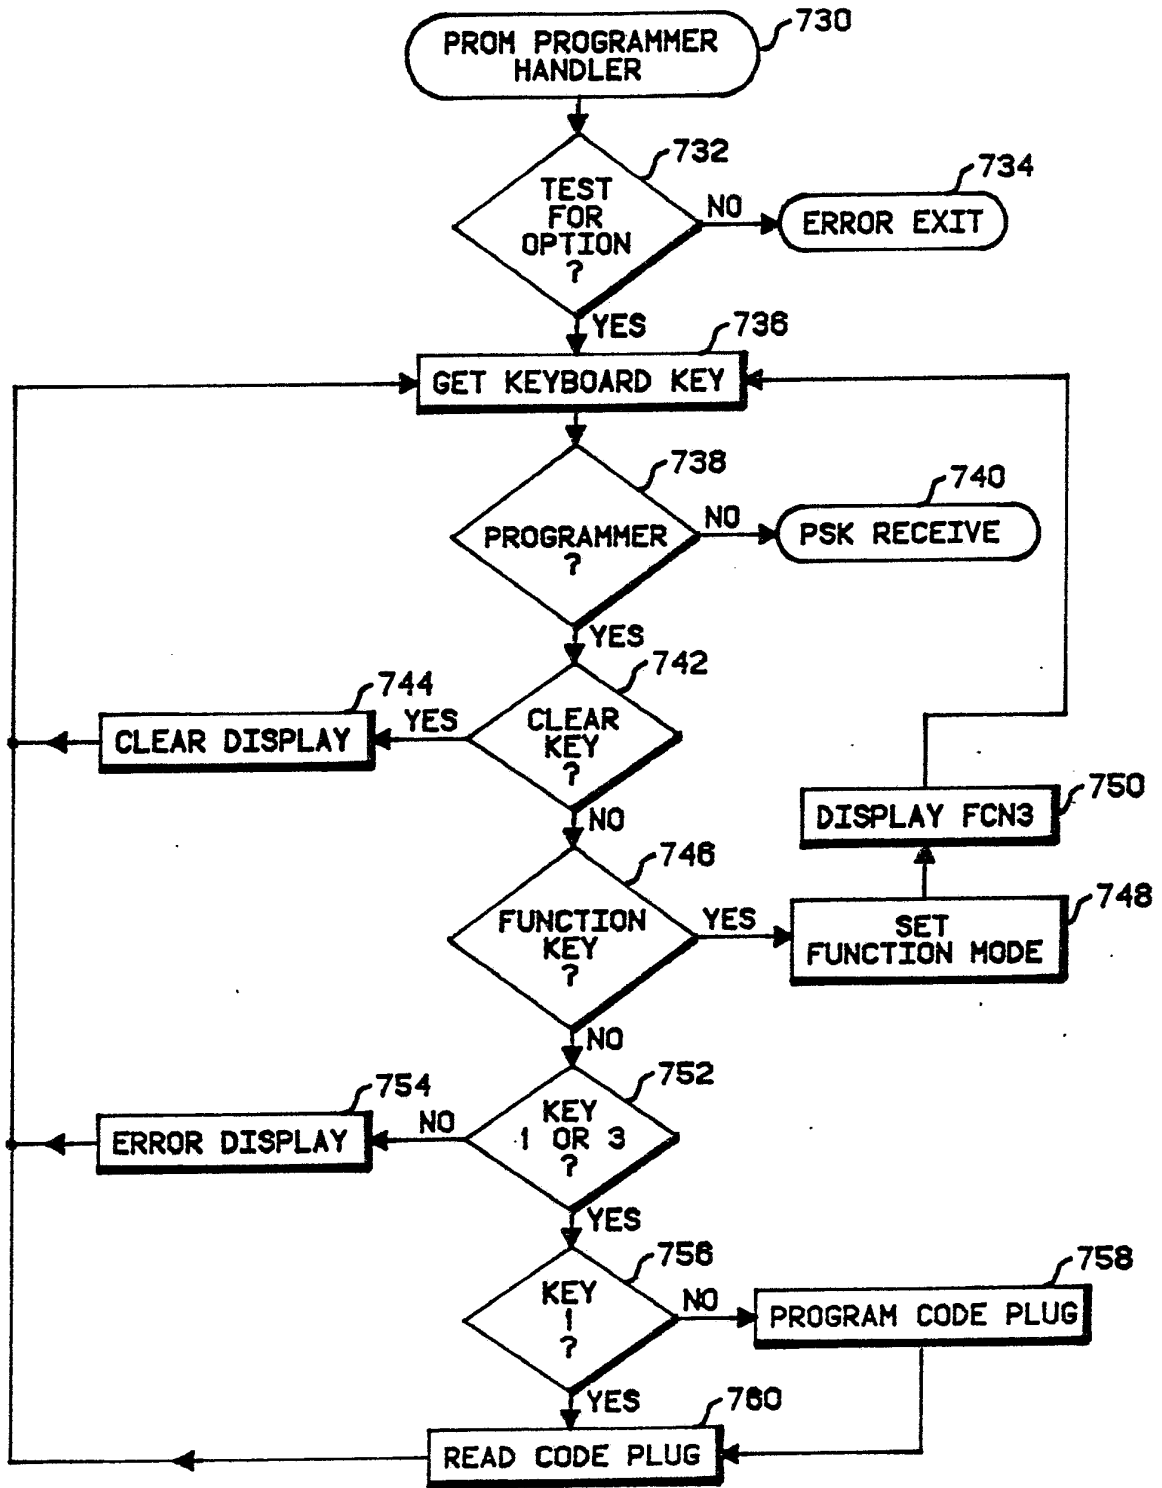 730
PROM PROGRAMMER
HANDLER
732
TEST
FOR
OPTION
?
NO
734
ERROR EXIT
YES
736
GET KEYBOARD KEY
738
PROGRAMMER
?
NO
740
PSK RECEIVE
YES
742
CLEAR
KEY
?
YES
744
CLEAR DISPLAY
NO
746
FUNCTION
KEY
?
YES
750
DISPLAY FCN3
748
SET
FUNCTION MODE
NO
752
KEY
1 OR 3
?
NO
754
ERROR DISPLAY
YES
756
KEY
1
?
NO
758
PROGRAM CODE PLUG
YES
760
READ CODE PLUG